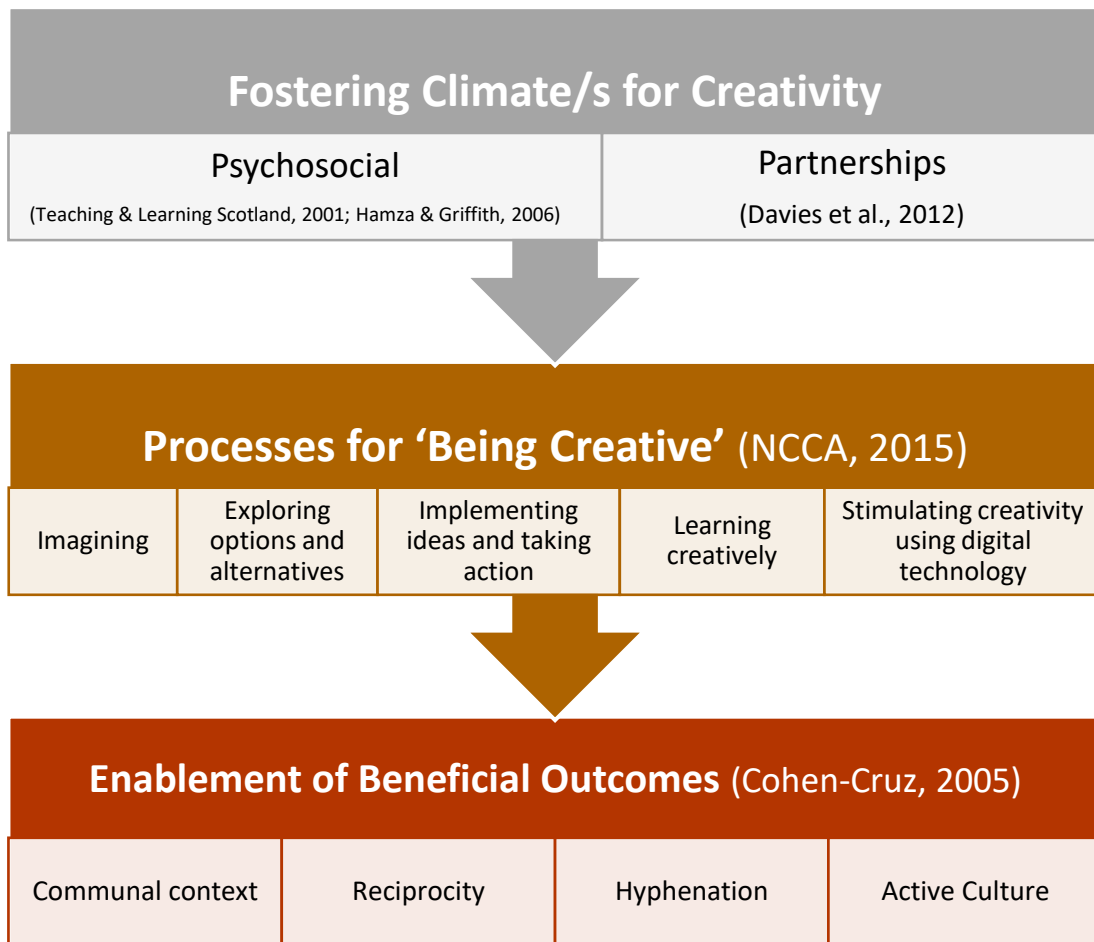 Fostering Climate/s for Creativity
Psychosocial
(Teaching & Learning Scotland, 2001; Hamza & Griffith, 2006)
Partnerships
(Davies et al., 2012)
Processes for ‘Being Creative’ (NCCA, 2015)
Imagining
Exploring
options and
alternatives
Implementing
ideas and taking
action
Learning
creatively
Stimulating creativity
using digital
technology
Enablement of Beneficial Outcomes (Cohen-Cruz, 2005)
Communal context
Reciprocity
Hyphenation
Active Culture